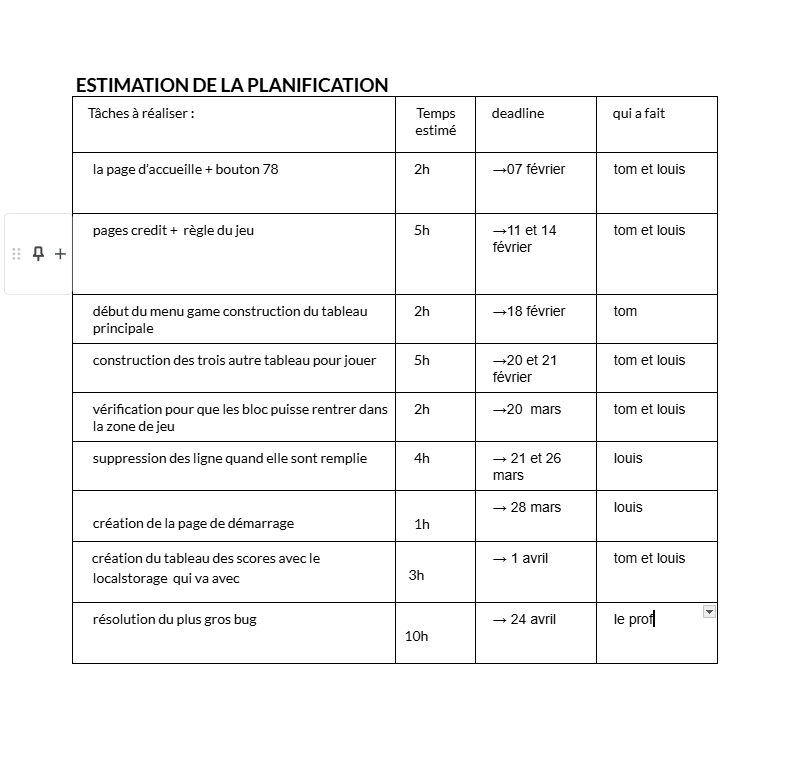 ESTIMATION DE LA PLANIFICATION
Tâches à réaliser :
Temps
estimé
deadline
qui a fait
la page d'accueille + bouton 78
2h
→07 février
tom et louis
pages credit + règle du jeu
5h
→11 et 14
février
tom et louis
début du menu game construction du tableau
principale
2h
→18 février
tom
construction des trois autre tableau pour jouer
5h
→20 et 21
février
tom et louis
vérification pour que les bloc puisse rentrer dans
la zone de jeu
2h
→20 mars
tom et louis
suppression des ligne quand elle sont remplie
4h
→ 21 et 26
mars
louis
création de la page de démarrage
1h
→ 28 mars
louis
création du tableau des scores avec le
localstorage qui va avec
3h
→ 1 avril
tom et louis
résolution du plus gros bug
10h
→ 24 avril
le prof